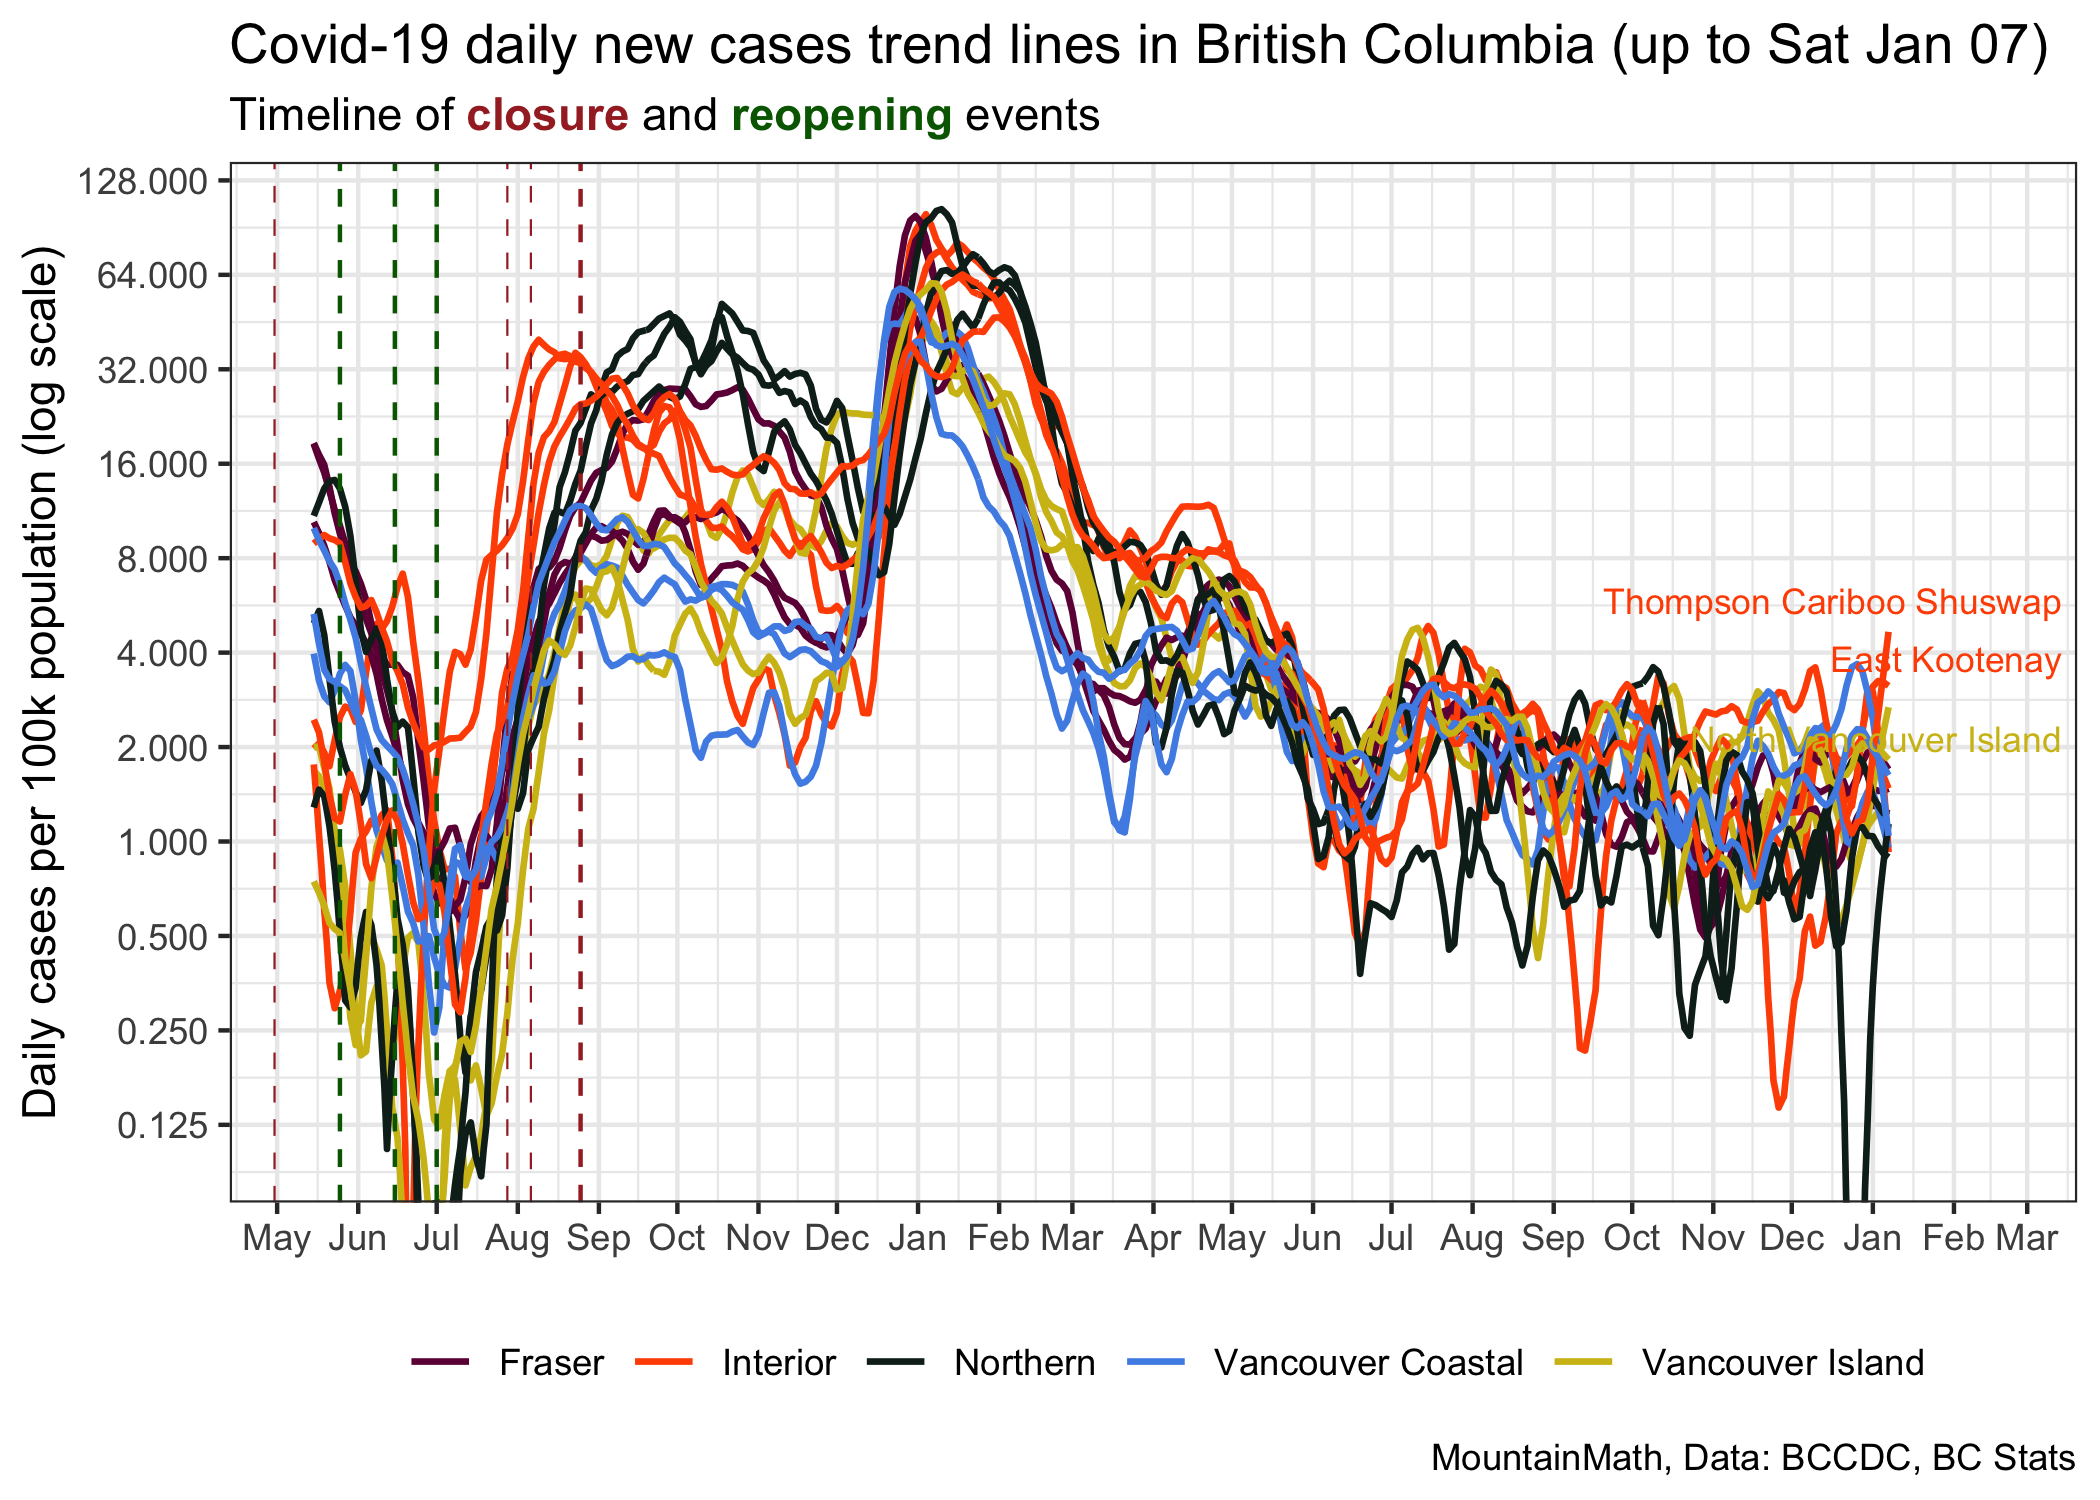 Covid-19 daily new cases trend lines in British Columbia (up to Sat Jan 07)
Timeline of closure and reopening events
Daily cases per 100k population (log scale)
128.000
64.000
32.000
16.000
8.000
4.000
2.000
1.000
0.500
0.250
0.125
Thompson Cariboo Shuswap
East Kootenay
North Vancouver Island
May Jun Jul Aug Sep Oct Nov Dec Jan Feb Mar Apr May Jun Jul Aug Sep Oct Nov Dec Jan Feb Mar
Fraser Interior Northern Vancouver Coastal Vancouver Island
MountainMath, Data: BCCDC, BC Stats